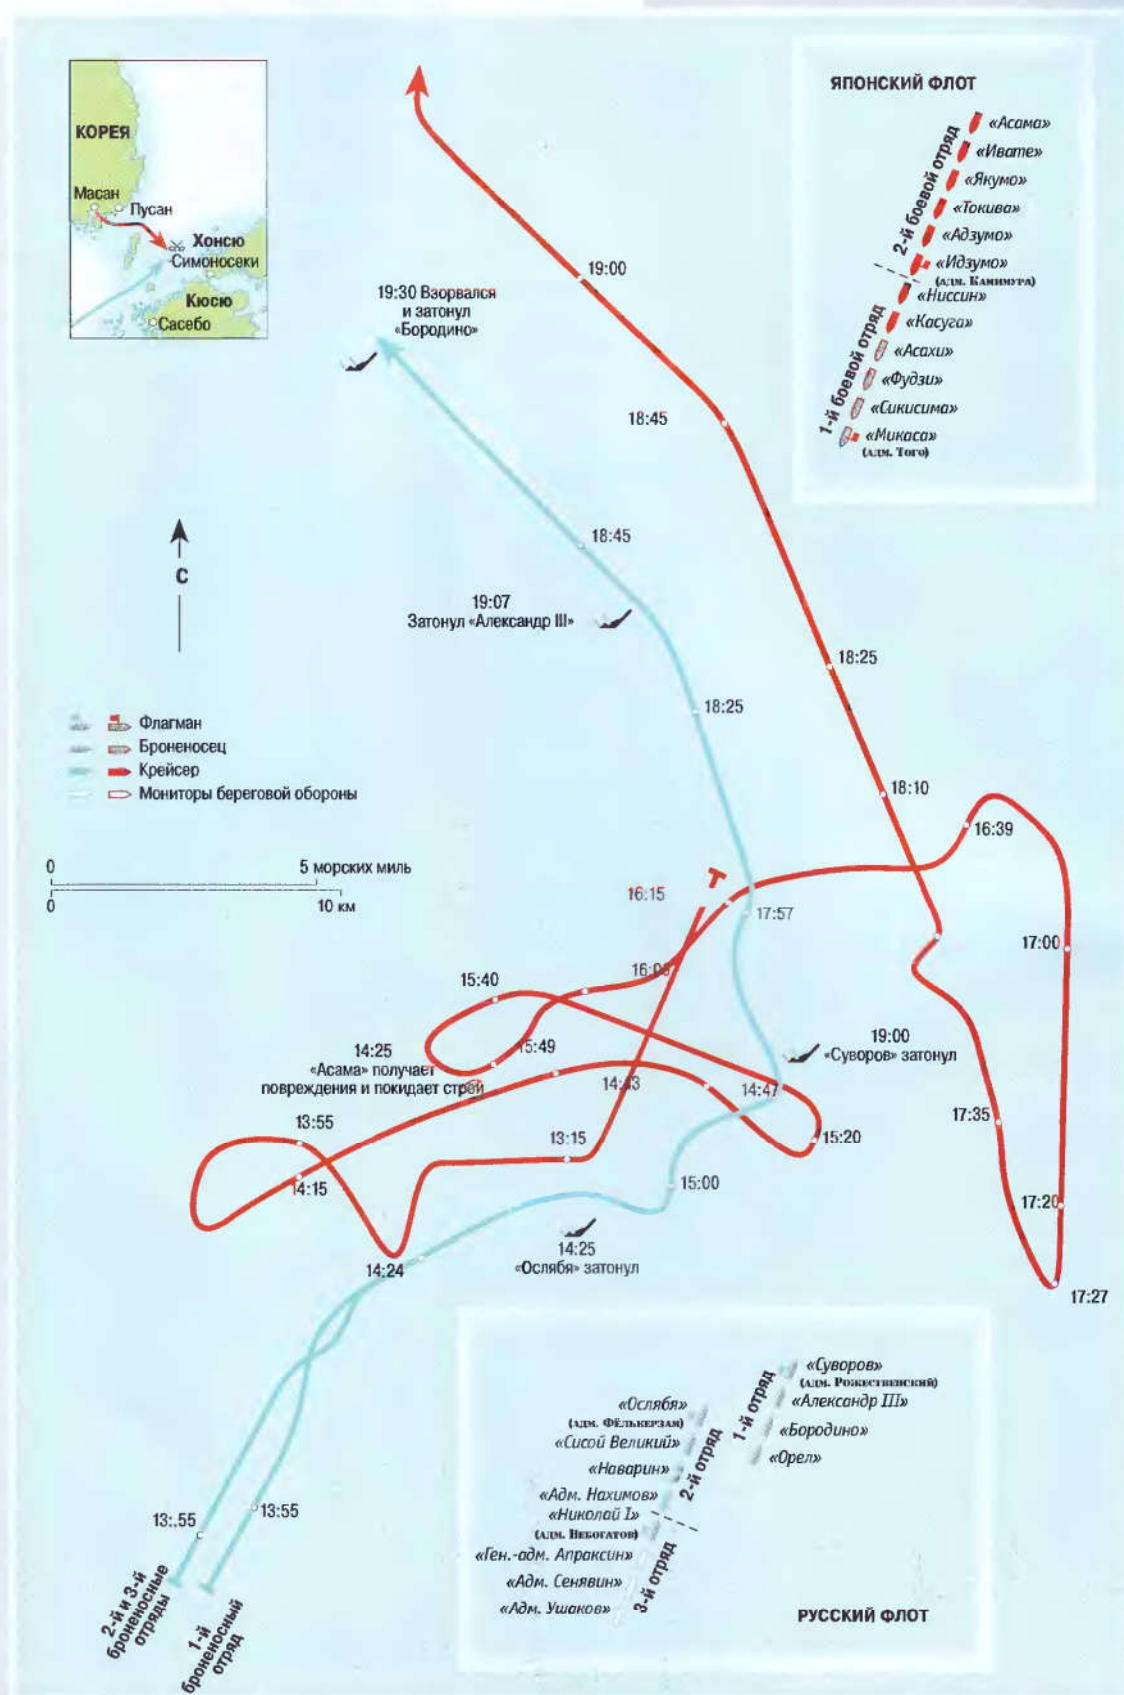 КОРЕЯ
Масан
Пусан
Хонсю
Симоносеки
Кюсю
Сасебо
ЯПОНСКИЙ ФЛОТ
2-й боевой отряд
«Асама»
«Ивате»
«Якумо»
«Токива»
«Адзумо»
«Идзумо»
(адм. Камимура)
1-й боевой отряд
«Ниссин»
«Касуга»
«Асахи»
«Фудзи»
«Сикисима»
«Микаса»
(адм. Того)
19:00
19:30 Взорвался
и затонул
«Бородино»
18:45
18:45
19:07
Затонул «Александр III»
С
18:25
18:25
Флагман
Броненосец
Крейсер
Мониторы береговой обороны
18:10
16:39
0
5 морских миль
0
10 км
16:15
17:57
17:00
15:40
14:25
«Асама» получает
повреждения и покидает строй
15:49
14:43
14:47
19:00
«Суворов» затонул
13:55
13:15
15:20
17:35
14:15
15:00
17:20
14:24
14:25
«Ослябя» затонул
17:27
13:.55
13:55
2-й и 3-й
броненосные
отряды
1-й
броненосный
отряд
1-й отряд
«Суворов»
(адм. Рожественский)
«Александр III»
«Бородино»
«Орел»
2-й отряд
«Ослябя»
(адм. Фёлькерзам)
«Сисой Великий»
«Наварин»
«Адм. Нахимов»
3-й отряд
«Николай I»
(адм. Небогатов)
«Ген.-адм. Апраксин»
«Адм. Сенявин»
«Адм. Ушаков»
РУССКИЙ ФЛОТ